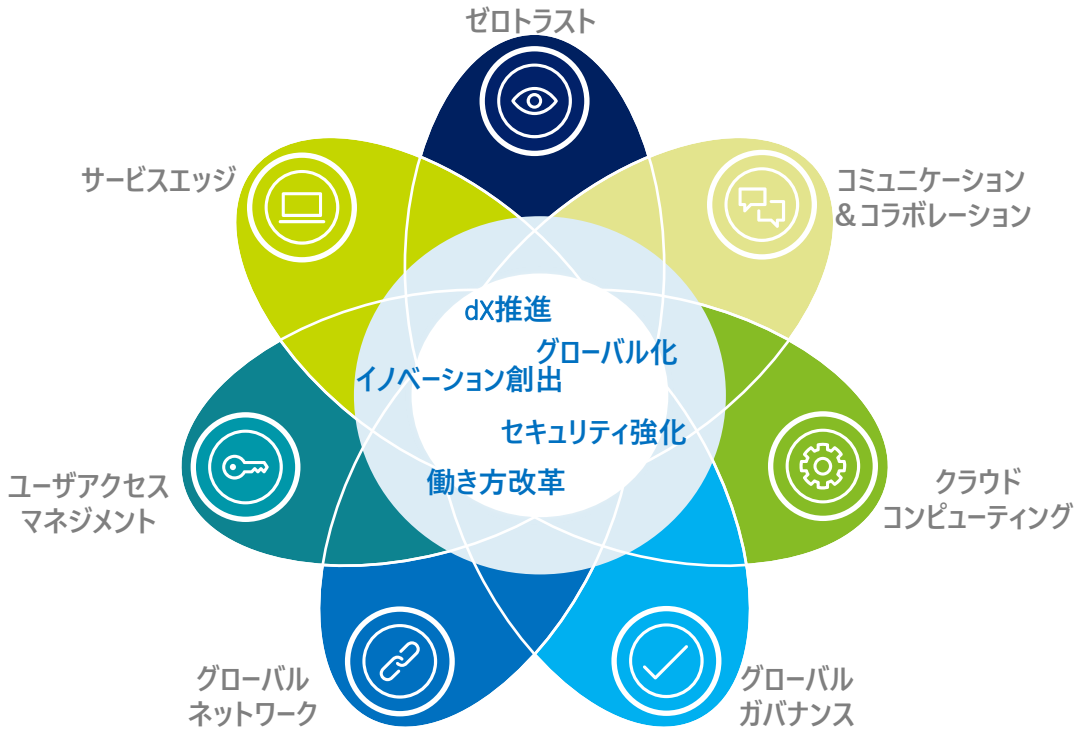 ゼロトラスト
サービスエッジ
コミュニケーション
&コラボレーション
dX推進
グローバル化
イノベーション創出
セキュリティ強化
働き方改革
ユーザアクセス
マネジメント
クラウド
コンピューティング
グローバル
ネットワーク
グローバル
ガバナンス